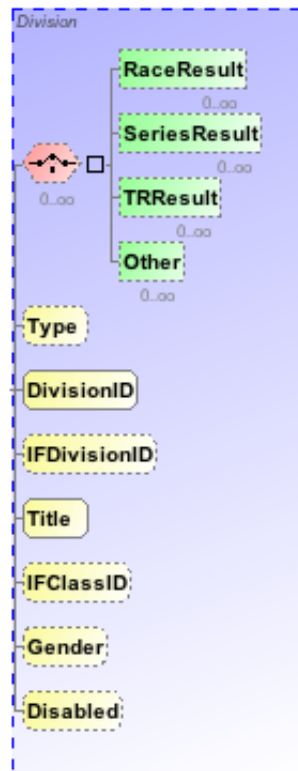 Division
RaceResult
0..∞
SeriesResult
0..∞
0..∞
TRResult
0..∞
Other
0..∞
Type
DivisionID
IFDivisionID
Title
IFClassID
Gender
Disabled